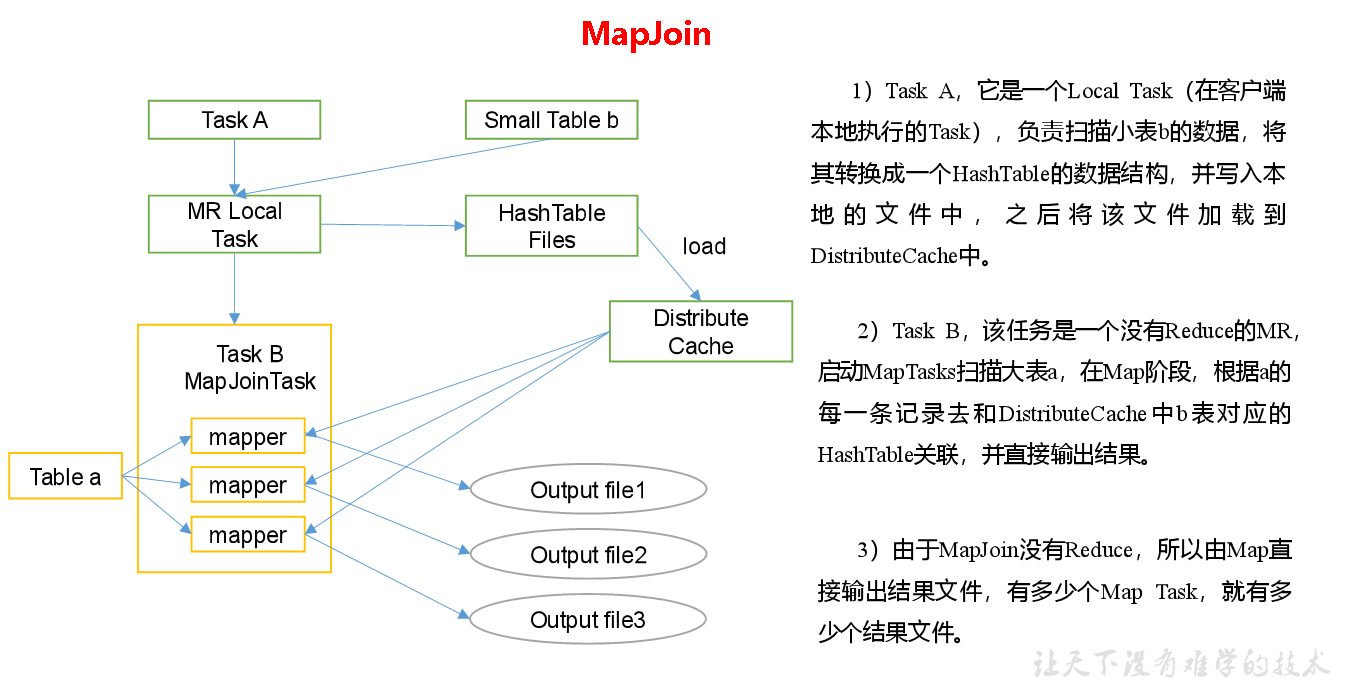 MapJoin
Task A
Small Table b
MR Local
Task
HashTable
Files
load
Distribute
Cache
Task B
MapJoinTask
mapper
mapper
mapper
Table a
Output file1
Output file2
Output file3
1）Task A，它是一个Local Task（在客户端
本地执行的Task），负责扫描小表b的数据，将
其转换成一个HashTable的数据结构，并写入本
地的文件中，之后将该文件加载到
DistributeCache中。
2）Task B，该任务是一个没有Reduce的MR，
启动MapTasks扫描大表a，在Map阶段，根据a的
每一条记录去和DistributeCache中b表对应的
HashTable关联，并直接输出结果。
3）由于MapJoin没有Reduce，所以由Map直
接输出结果文件，有多少个Map Task，就有多
少个结果文件。
让天下没有难学的技术